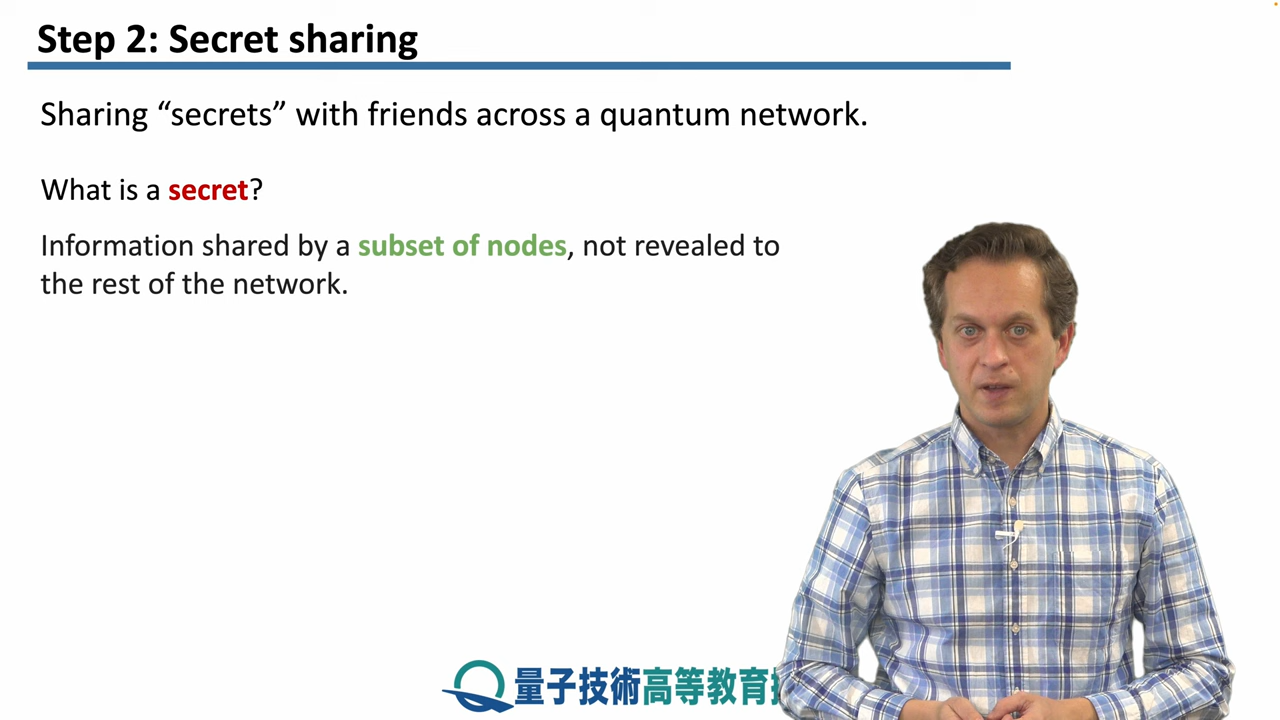 Step 2: Secret sharing
Sharing “secrets” with friends across a quantum network.
What is a secret?
Information shared by a subset of nodes, not revealed to
the rest of the network.
量子技術高等教育